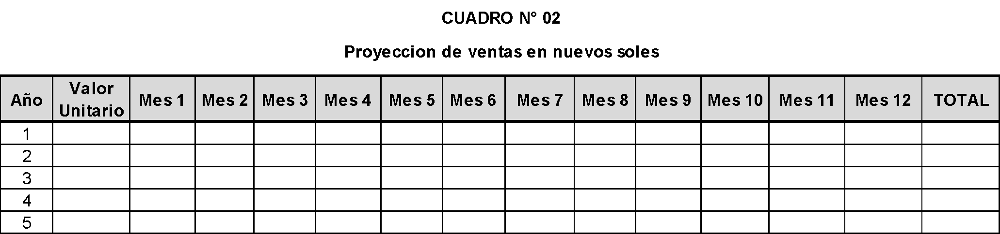 CUADRO N° 02
Proyeccion de ventas en nuevos soles
Año Valor Unitario Mes 1 Mes 2 Mes 3 Mes 4 Mes 5 Mes 6 Mes 7 Mes 8 Mes 9 Mes 10 Mes 11 Mes 12 TOTAL
1
2
3
4
5